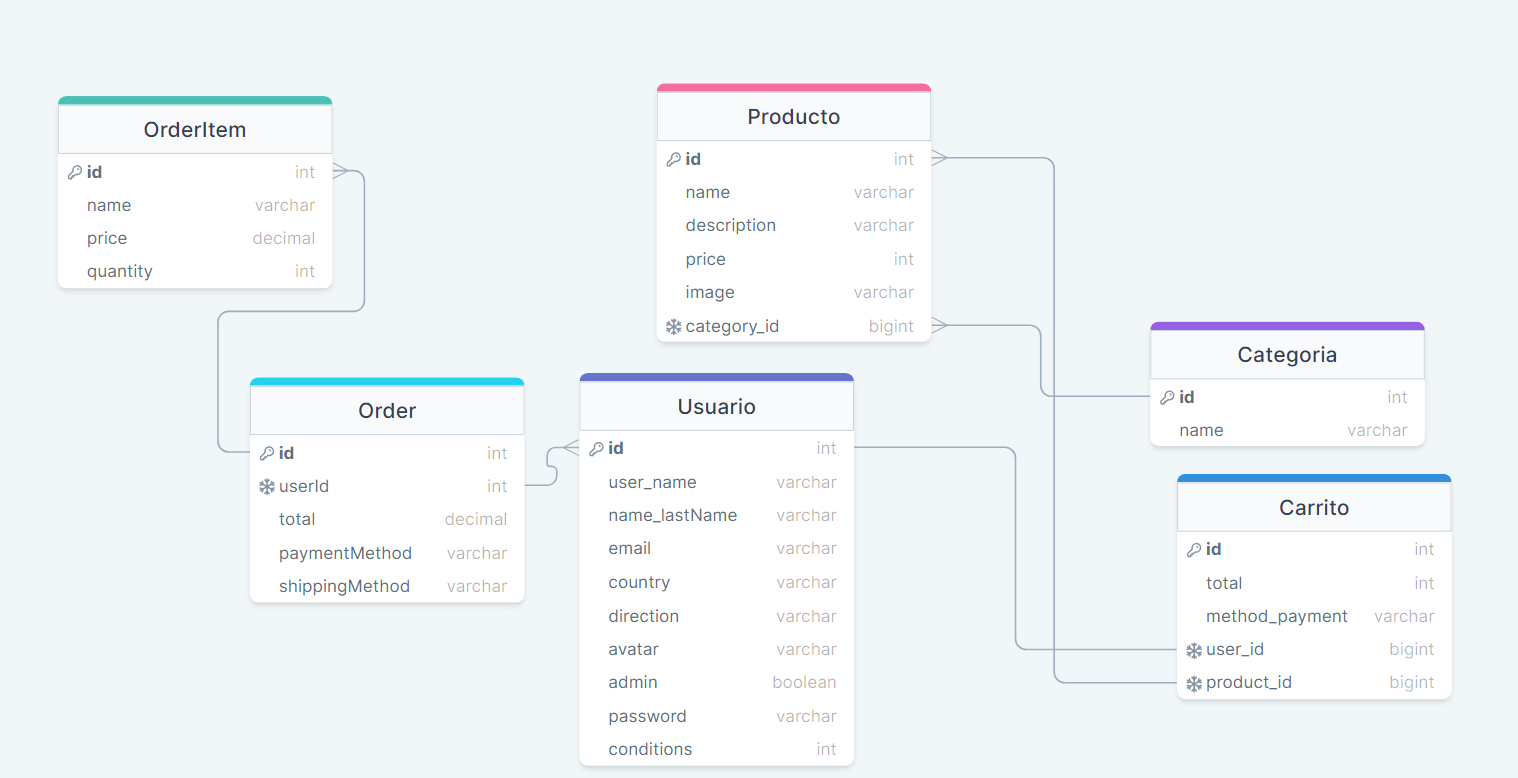 OrderItem
id int
name varchar
price decimal
quantity int
Producto
id int
name varchar
description varchar
price int
image varchar
category_id bigint
Order
id int
userId int
total decimal
paymentMethod varchar
shippingMethod varchar
Usuario
id int
user_name varchar
name_lastName varchar
email varchar
country varchar
direction varchar
avatar varchar
admin boolean
password varchar
conditions int
Categoria
id int
name varchar
Carrito
id int
total int
method_payment varchar
user_id bigint
product_id bigint